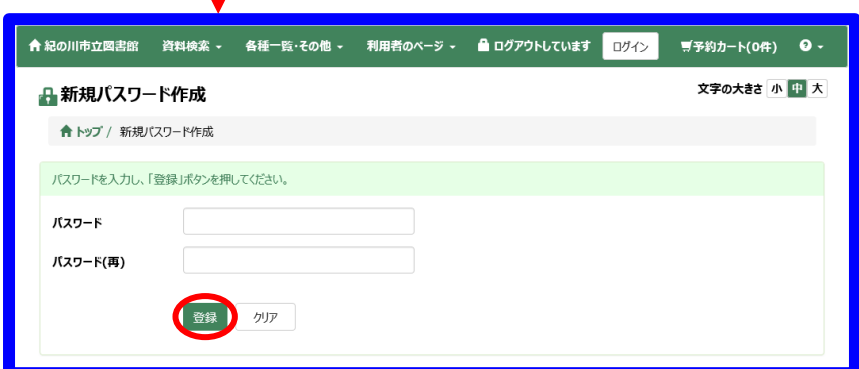 紀の川市立図書館 資料検索 各種一覧・その他 利用者のページ ログアウトしています ログイン 予約カート(0件)
新規パスワード作成 文字の大きさ 小 中 大
トップ / 新規パスワード作成
パスワードを入力し、「登録」ボタンを押してください。
パスワード
パスワード(再)
登録 クリア